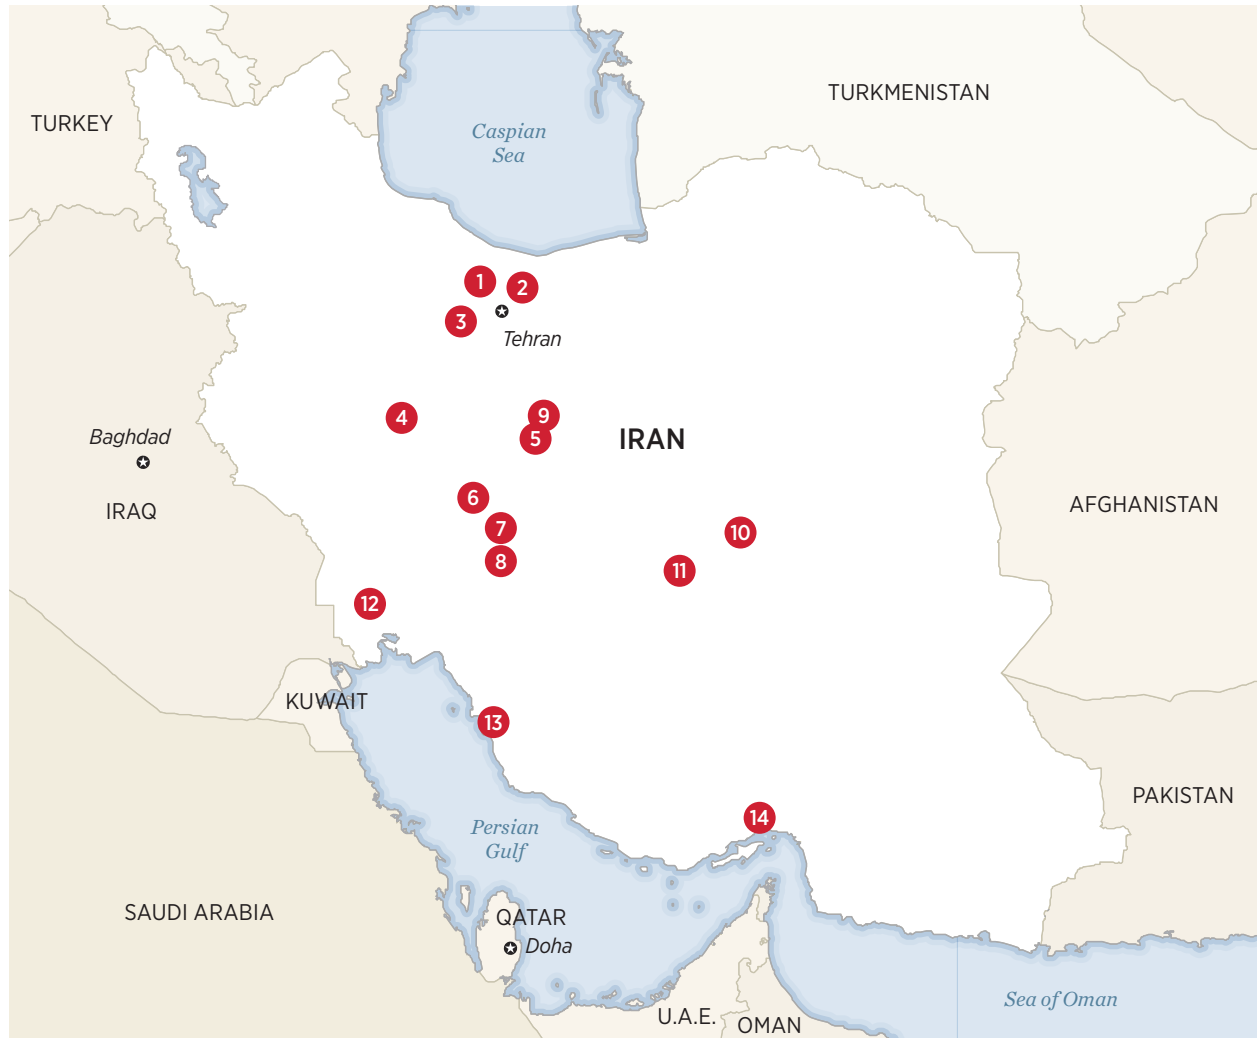 TURKEY
Caspian
Sea
TURKMENISTAN
1
2
3
Tehran
4
9
5
IRAN
Baghdad
IRAQ
6
7
8
10
11
AFGHANISTAN
12
KUWAIT
13
14
PAKISTAN
Persian
Gulf
SAUDI ARABIA
QATAR
Doha
Sea of Oman
U.A.E.
OMAN